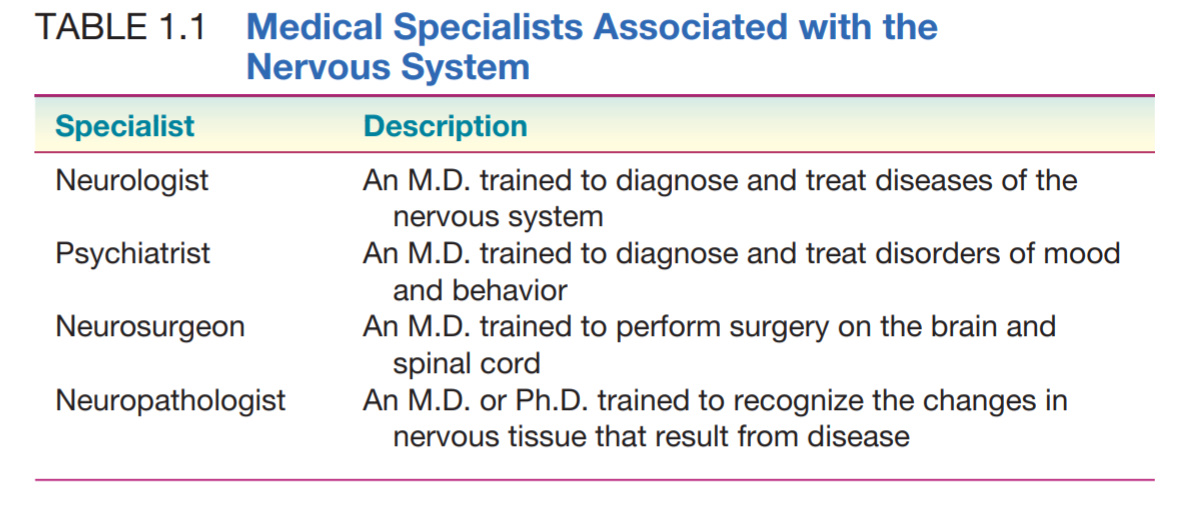 TABLE 1.1 Medical Specialists Associated with the
Nervous System
Specialist Description
Neurologist An M.D. trained to diagnose and treat diseases of the
nervous system
Psychiatrist An M.D. trained to diagnose and treat disorders of mood
and behavior
Neurosurgeon An M.D. trained to perform surgery on the brain and
spinal cord
Neuropathologist An M.D. or Ph.D. trained to recognize the changes in
nervous tissue that result from disease